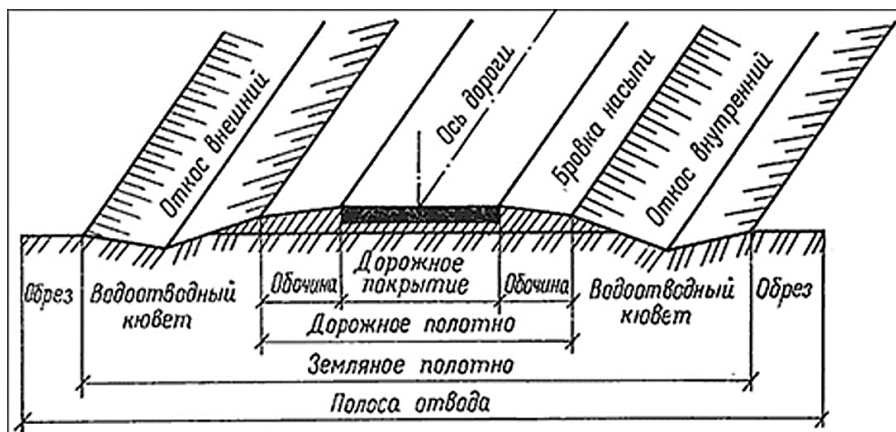 Откос внешний
Ось дороги
Бровка насыпи
Откос внутренний
Обрез
Водоотводный
кювет
Обочина
Дорожное
покрытие
Обочина
Водоотводный
кювет
Обрез
Дорожное полотно
Земляное полотно
Полоса отвода